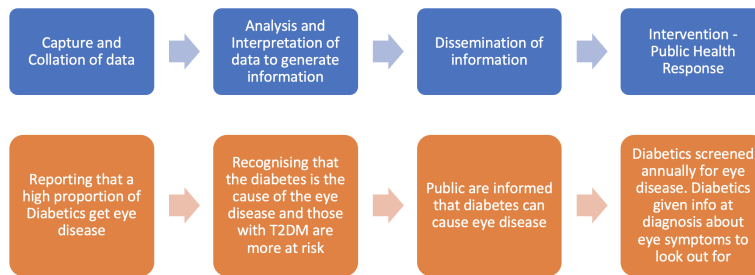 Capture and
Collation of data
Analysis and
Interpretation of
data to generate
information
Dissemination of
information
Intervention -
Public Health
Response
Reporting that a
high proportion of
Diabetics get eye
disease
Recognising that
the diabetes is the
cause of the eye
disease and those
with T2DM are
more at risk
Public are informed
that diabetes can
cause eye disease
Diabetics screened
annually for eye
disease. Diabetics
given info at
diagnosis about
eye symptoms to
look out for